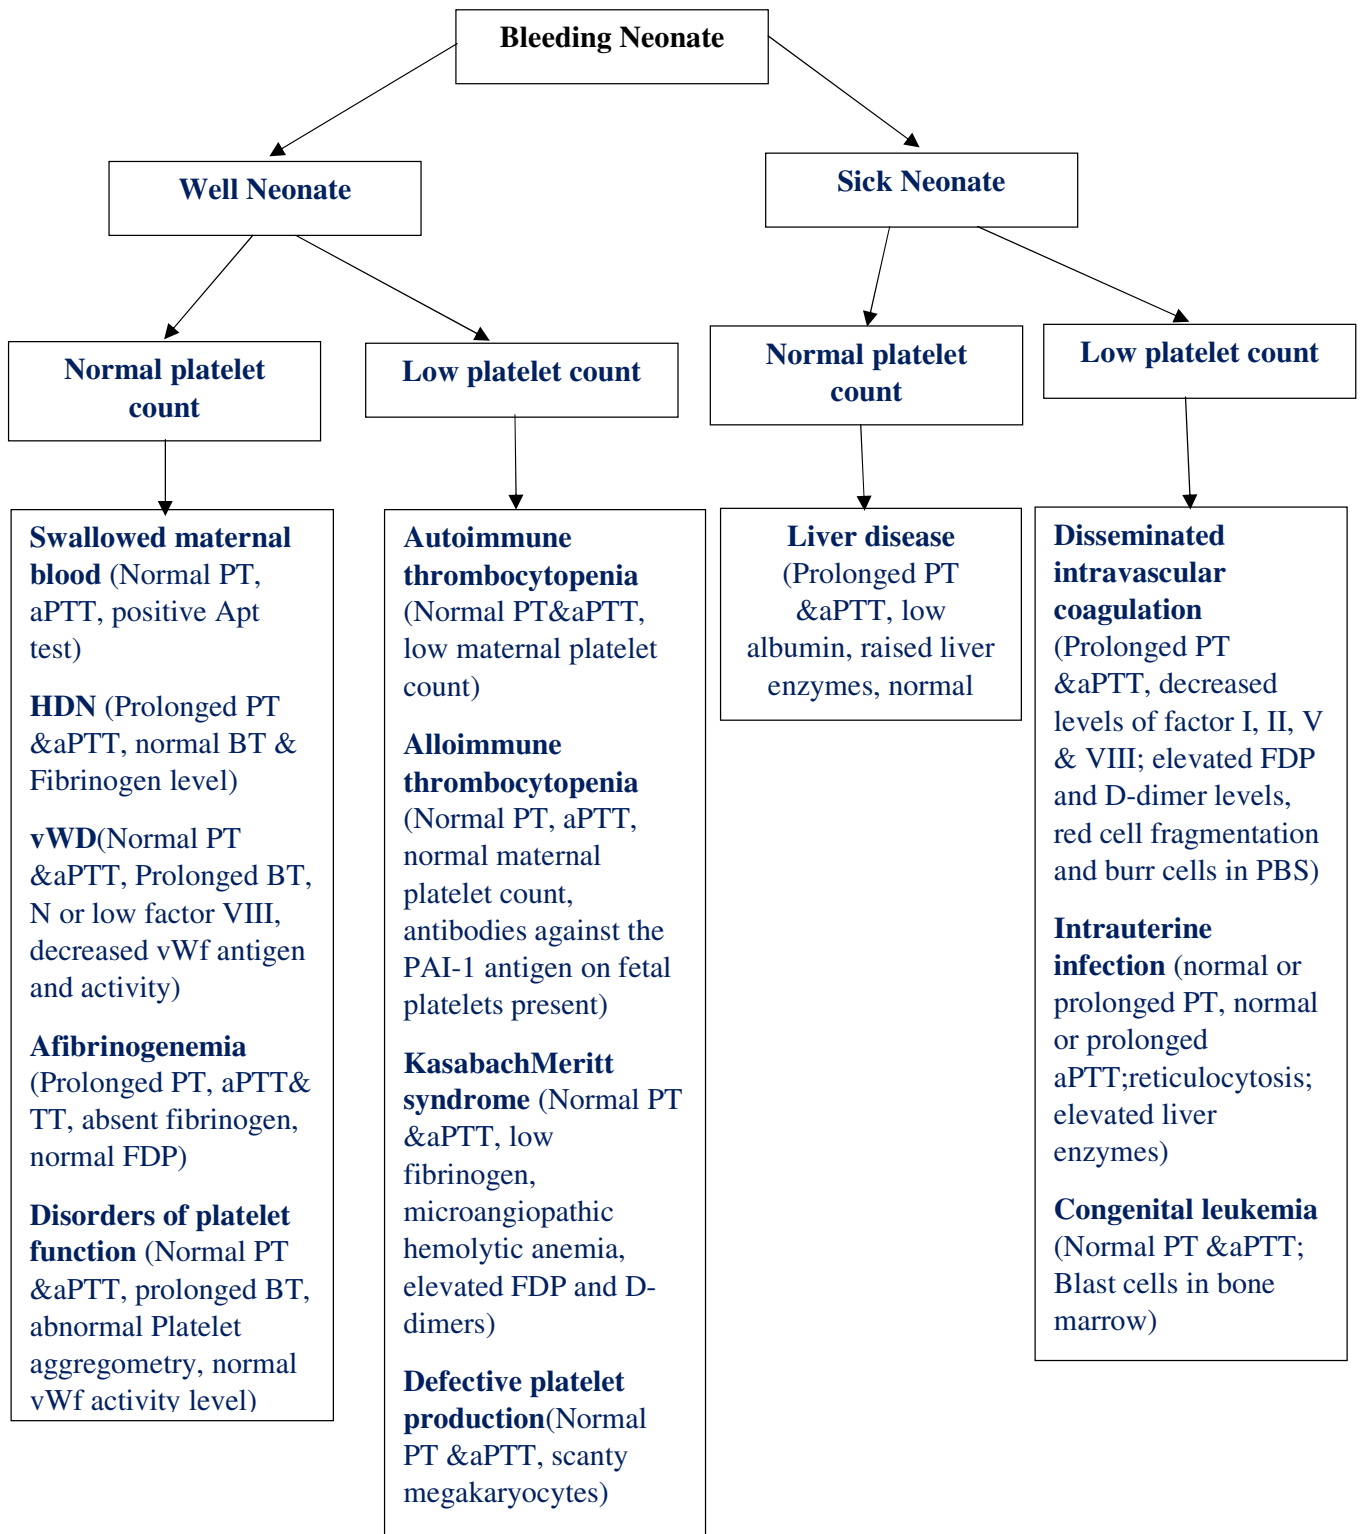 Bleeding Neonate
Well Neonate
Sick Neonate
Normal platelet
count
Low platelet count
Normal platelet
count
Low platelet count
Swallowed maternal
blood (Normal PT,
aPTT, positive Apt
test)
HDN (Prolonged PT
&aPTT, normal BT &
Fibrinogen level)
vWD(Normal PT
&aPTT, Prolonged BT,
N or low factor VIII,
decreased vWf antigen
and activity)
Afibrinogenemia
(Prolonged PT, aPTT&
TT, absent fibrinogen,
normal FDP)
Disorders of platelet
function (Normal PT
&aPTT, prolonged BT,
abnormal Platelet
aggregometry, normal
vWf activity level)
Autoimmune
thrombocytopenia
(Normal PT&aPTT,
low maternal platelet
count)
Alloimmune
thrombocytopenia
(Normal PT, aPTT,
normal maternal
platelet count,
antibodies against the
PAI-1 antigen on fetal
platelets present)
KasabachMeritt
syndrome (Normal PT
&aPTT, low
fibrinogen,
microangiopathic
hemolytic anemia,
elevated FDP and D-
dimers)
Defective platelet
production(Normal
PT &aPTT, scanty
megakaryocytes)
Liver disease
(Prolonged PT
&aPTT, low
albumin, raised liver
enzymes, normal
Disseminated
intravascular
coagulation
(Prolonged PT
&aPTT, decreased
levels of factor I, II, V
& VIII; elevated FDP
and D-dimer levels,
red cell fragmentation
and burr cells in PBS)
Intrauterine
infection (normal or
prolonged PT, normal
or prolonged
aPTT;reticulocytosis;
elevated liver
enzymes)
Congenital leukemia
(Normal PT &aPTT;
Blast cells in bone
marrow)